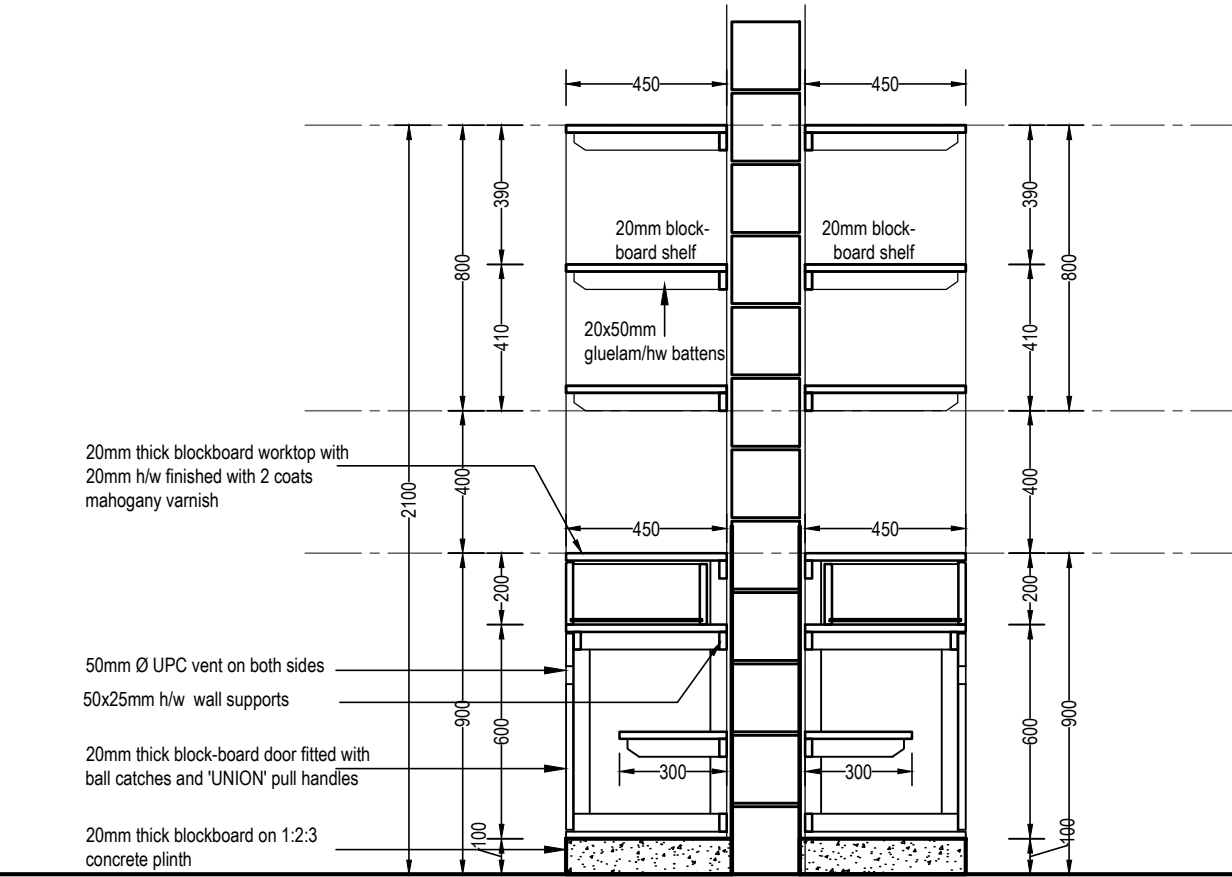 450
450
390
390
20mm block-
board shelf
20mm block-
board shelf
800
800
20x50mm
gluelam/hw battens
410
410
20mm thick blockboard worktop with
20mm h/w finished with 2 coats
mahogany varnish
2100
400
400
450
450
200
200
50mm Ø UPC vent on both sides
50x25mm h/w wall supports
900
600
600
900
20mm thick block-board door fitted with
ball catches and 'UNION' pull handles
300
300
20mm thick blockboard on 1:2:3
concrete plinth
100
100